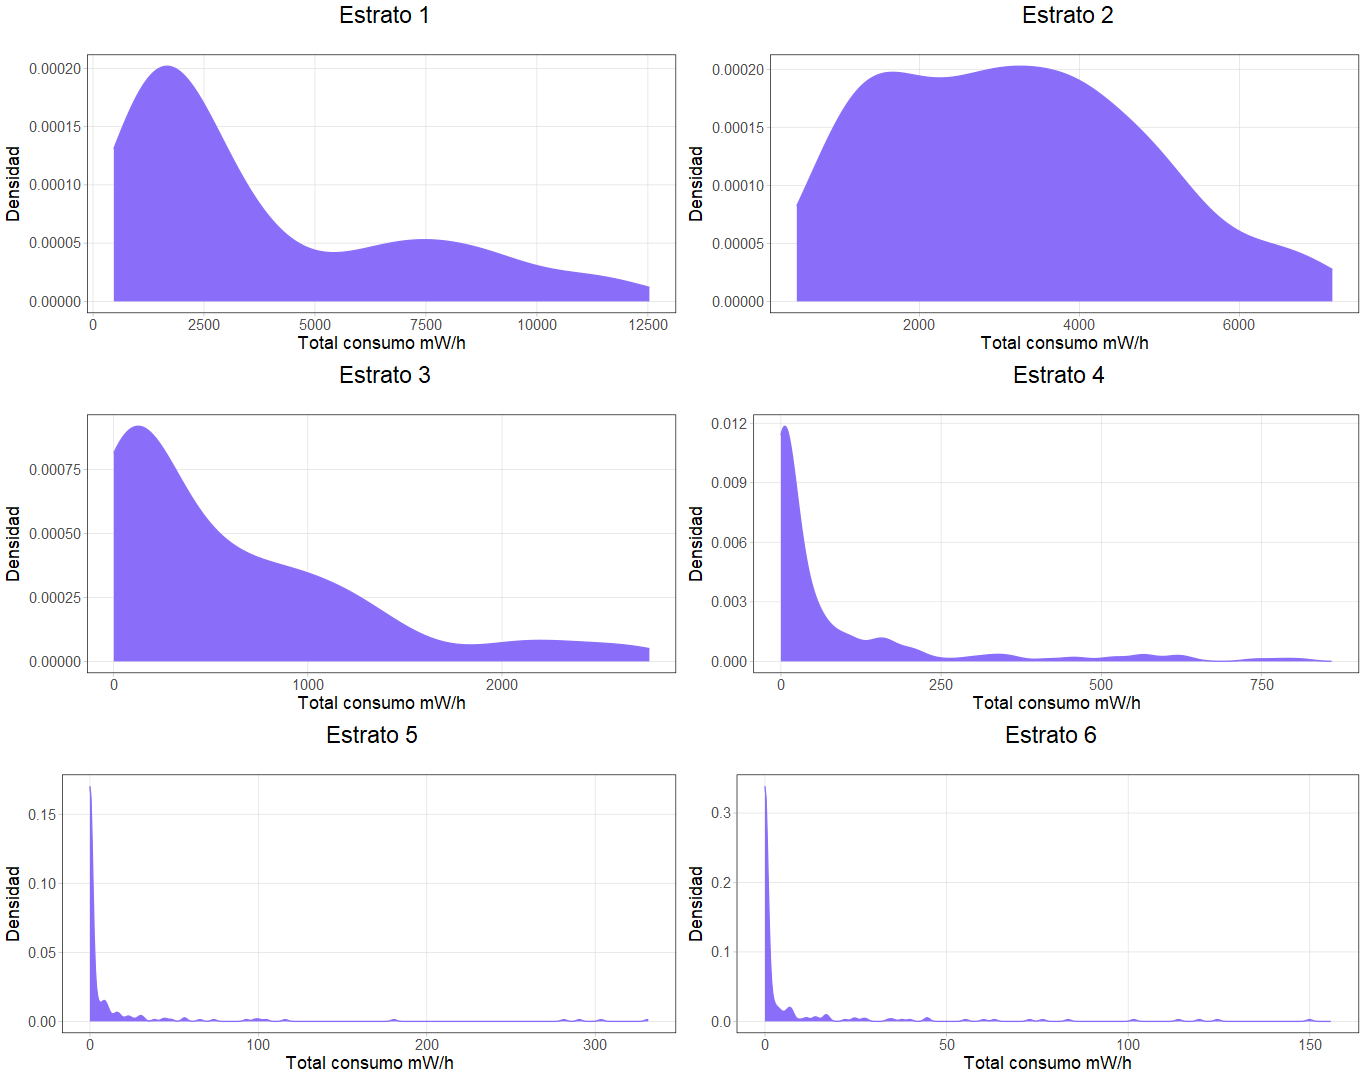 Estrato 1
Densidad
0.00020
0.00015
0.00010
0.00005
0.00000
0 2500 5000 7500 10000 12500
Total consumo mW/h
Estrato 2
Densidad
0.00020
0.00015
0.00010
0.00005
0.00000
2000 4000 6000
Total consumo mW/h
Estrato 3
Densidad
0.00075
0.00050
0.00025
0.00000
0 1000 2000
Total consumo mW/h
Estrato 4
Densidad
0.012
0.009
0.006
0.003
0.000
0 250 500 750
Total consumo mW/h
Estrato 5
Densidad
0.15
0.10
0.05
0.00
0 100 200 300
Total consumo mW/h
Estrato 6
Densidad
0.3
0.2
0.1
0.0
0 50 100 150
Total consumo mW/h